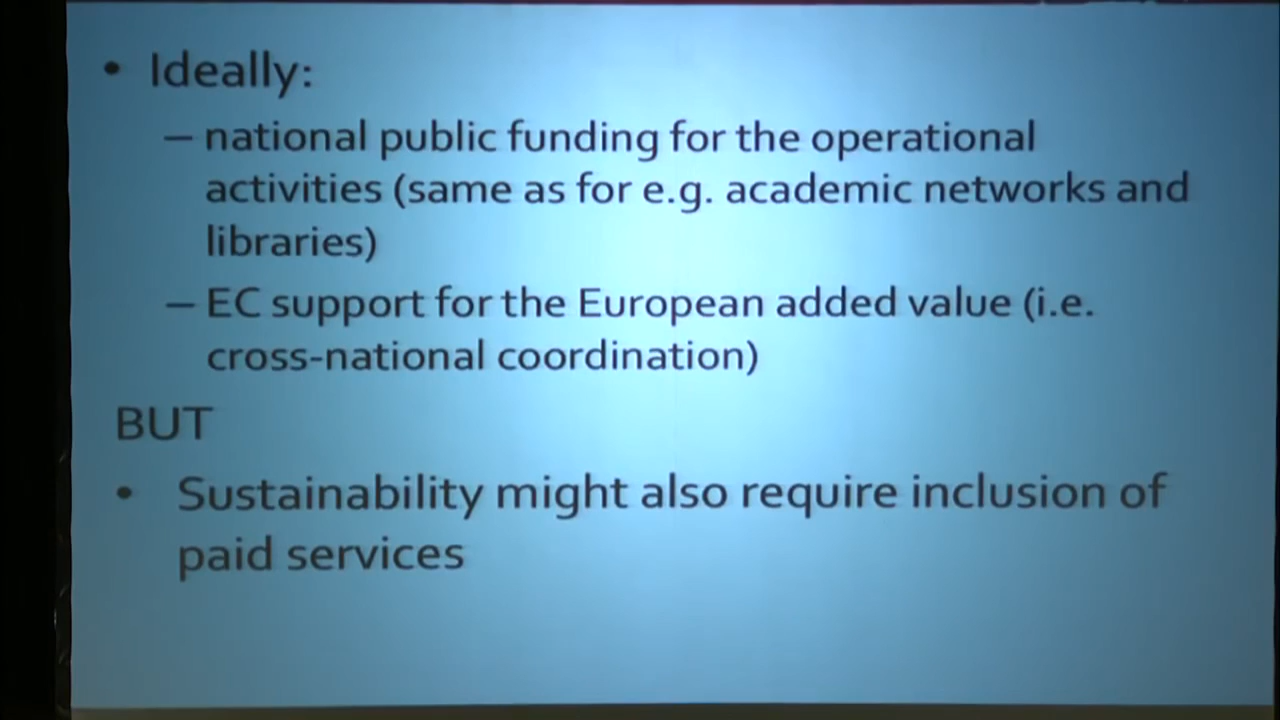 • Ideally:
– national public funding for the operational
activities (same as for e.g. academic networks and
libraries)
– EC support for the European added value (i.e.
cross-national coordination)
BUT
• Sustainability might also require inclusion of
paid services